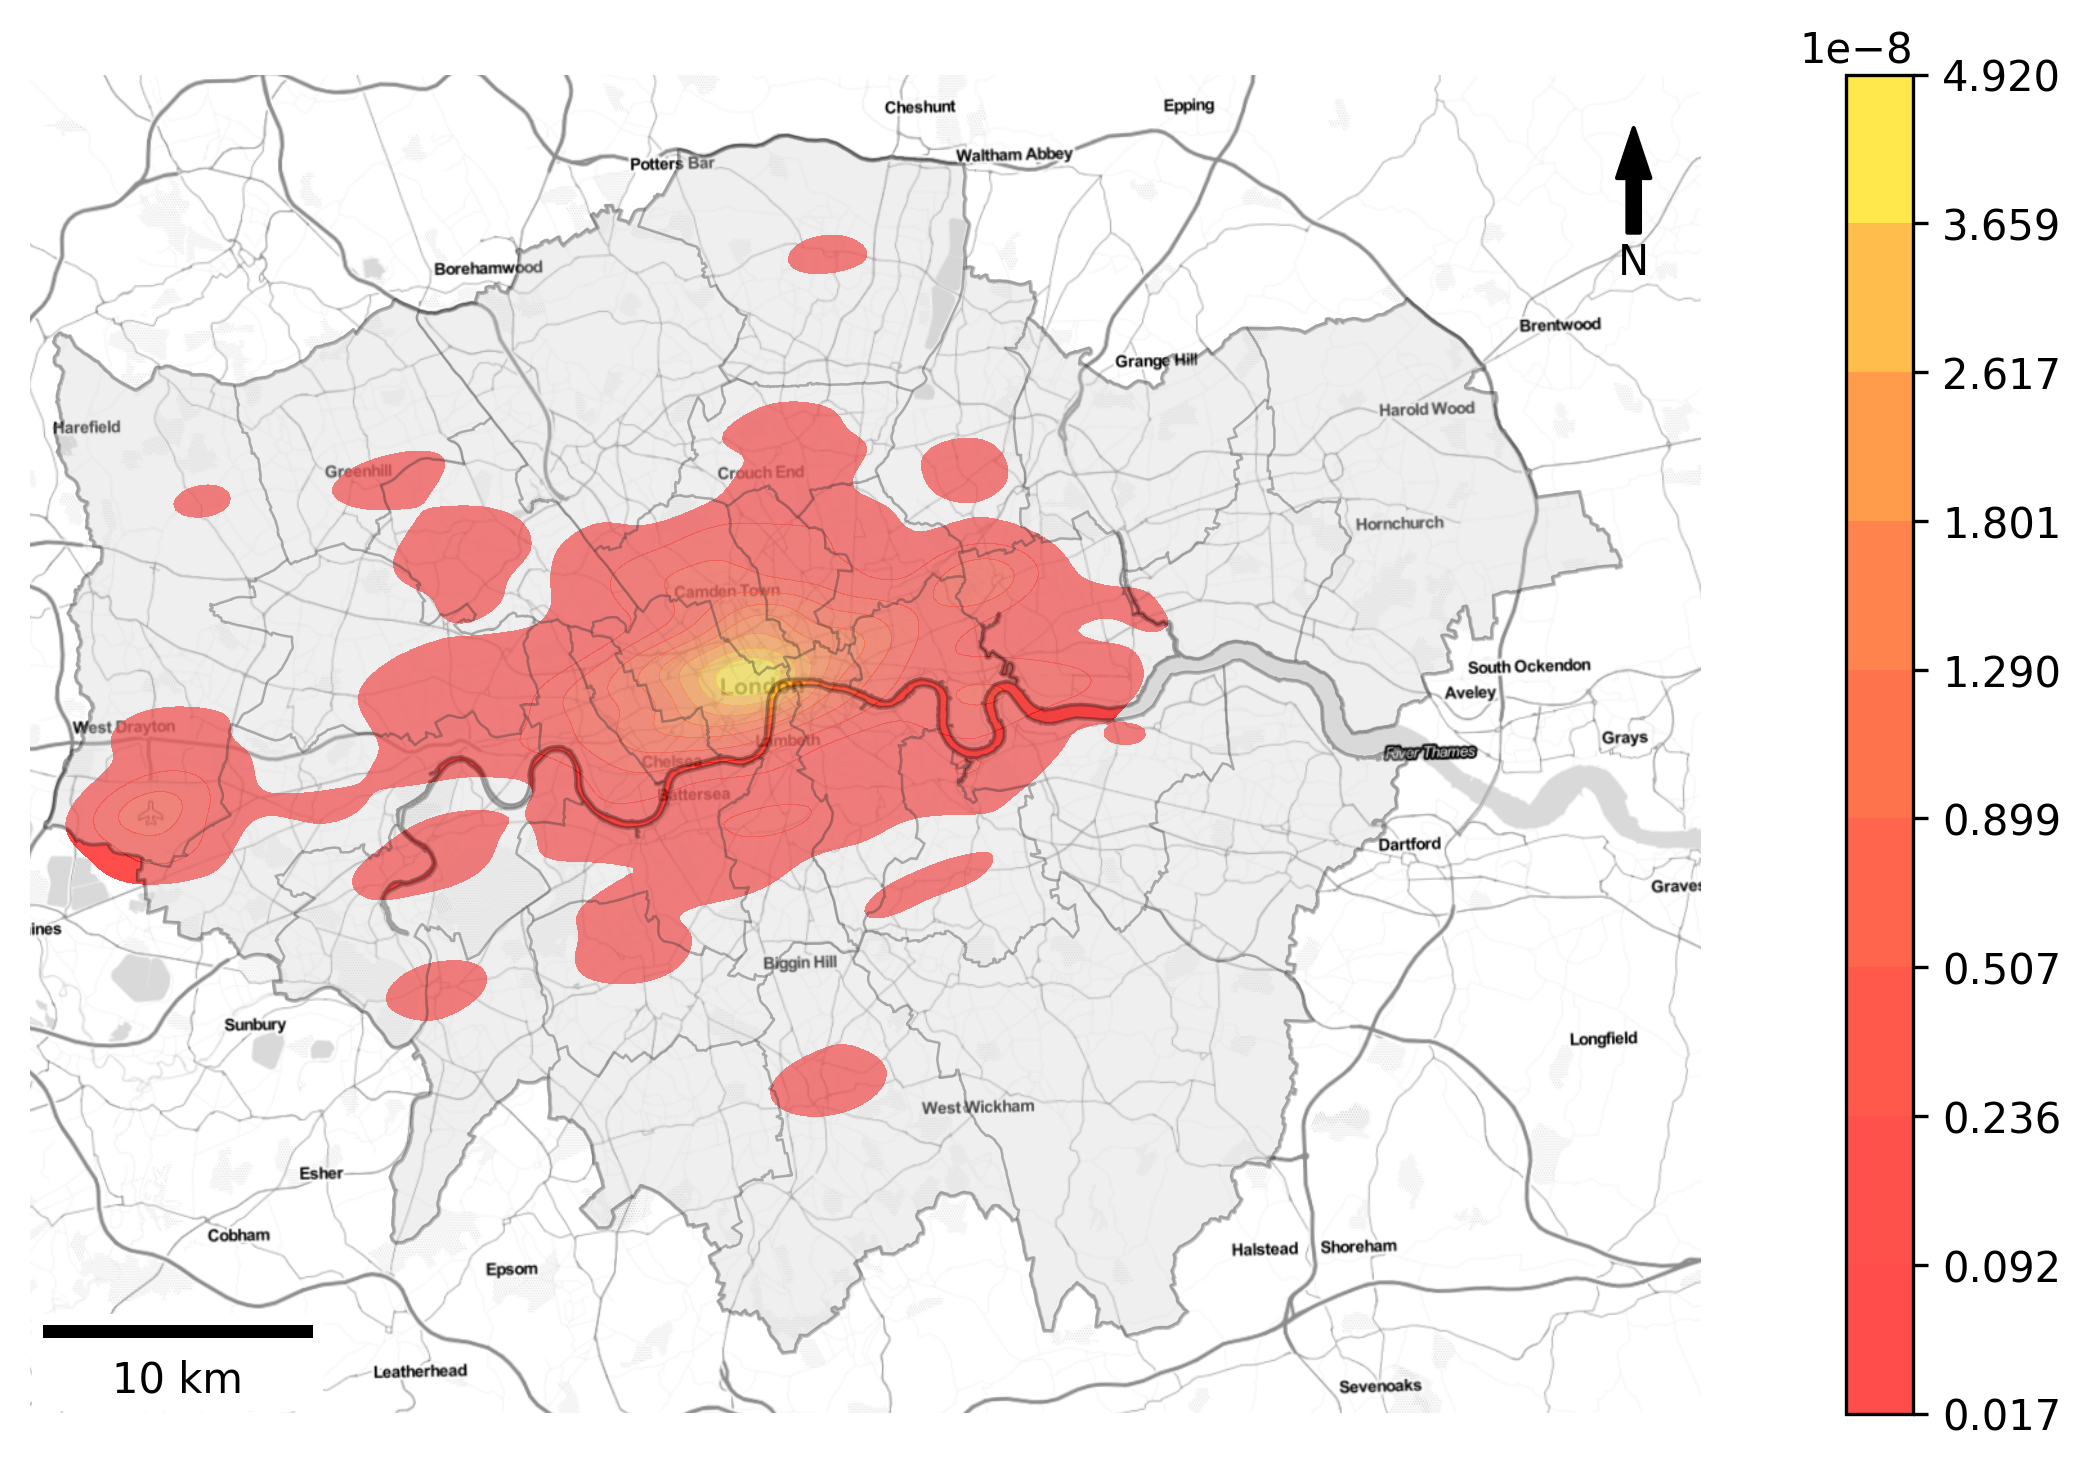 1e−8
4.920
3.659
2.617
1.801
1.290
0.899
0.507
0.236
0.092
0.017
N
Cheshunt
Epping
Waltham Abbey
Potters Bar
Borehamwood
Brentwood
Grange Hill
Harold Wood
Harefield
Greenhill
Crouch End
Hornchurch
Camden Town
South Ockendon
London
Aveley
West Drayton
Lambeth
Grays
River Thames
Chelsea
Battersea
Dartford
Graves
ines
Biggin Hill
Sunbury
Longfield
West Wickham
Esher
Cobham
Halstead
Shoreham
Epsom
Leatherhead
Sevenoaks
10 km